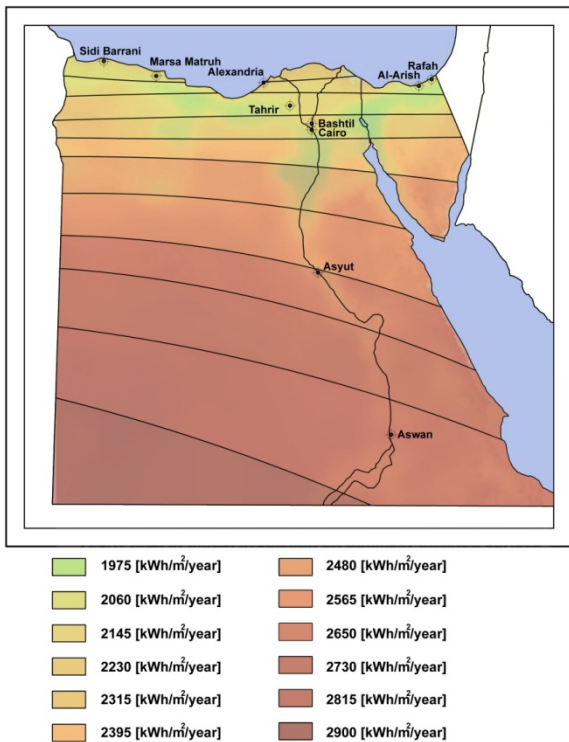 Sidi Barrani
Marsa Matruh
Alexandria
Rafah
Al-Arish
Tahrir
Bashtil
Cairo
Asyut
Aswan
1975 [kWh/m²/year]
2060 [kWh/m²/year]
2145 [kWh/m²/year]
2230 [kWh/m²/year]
2315 [kWh/m²/year]
2395 [kWh/m²/year]
2480 [kWh/m²/year]
2565 [kWh/m²/year]
2650 [kWh/m²/year]
2730 [kWh/m²/year]
2815 [kWh/m²/year]
2900 [kWh/m²/year]